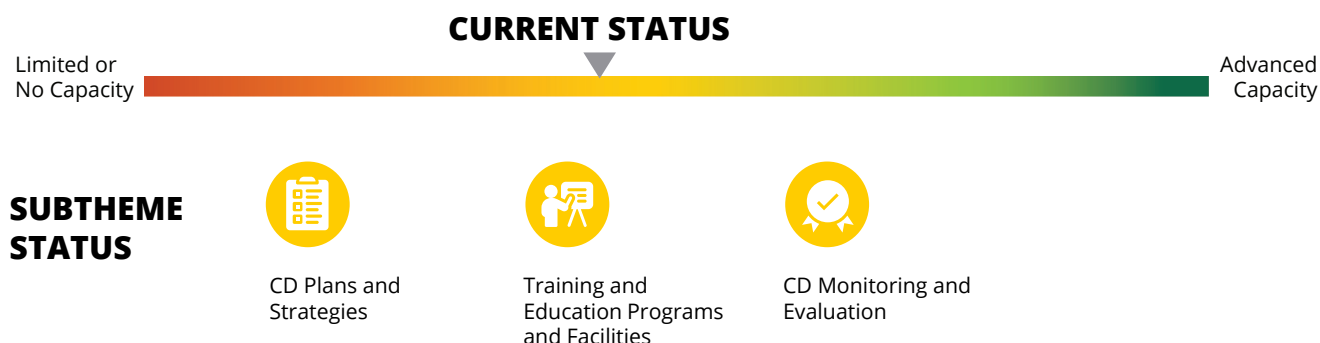 CURRENT STATUS
Limited or
No Capacity
Advanced
Capacity
SUBTHEME
STATUS
CD Plans and
Strategies
Training and
Education Programs
and Facilities
CD Monitoring and
Evaluation